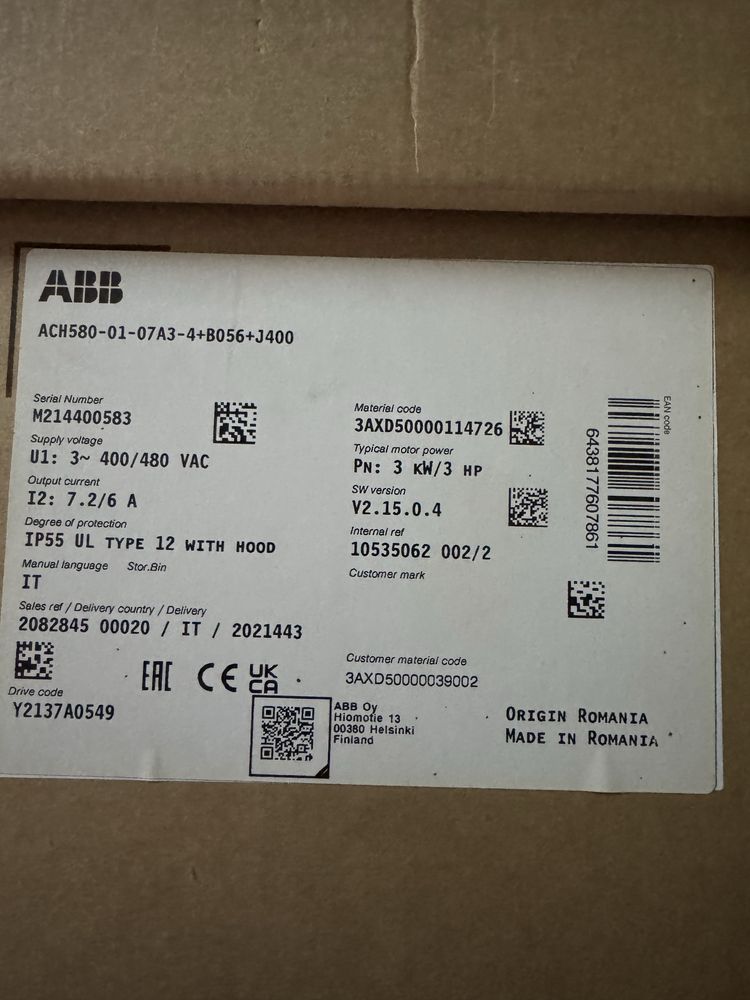 ABB
ACH580-01-07A3-4+B056+J400
Serial Number
M214400583
Supply voltage
U1: 3~ 400/480 VAC
Output current
I2: 7.2/6 A
Degree of protection
IP55 UL TYPE 12 WITH HOOD
Manual language Stor.Bin
IT
Sales ref / Delivery country / Delivery
2082845 00020 / IT / 2021443
Drive code
Y2137A0549
EAC CE UK CA
Material code
3AXD50000114726
Typical motor power
PN: 3 KW/3 HP
SW version
V2.15.0.4
Internal ref
10535062 002/2
Customer mark
Customer material code
3AXD50000039002
ABB Oy
Hiomotie 13
00380 Helsinki
Finland
EAN code
6438177607861
ORIGIN ROMANIA
MADE IN ROMANIA